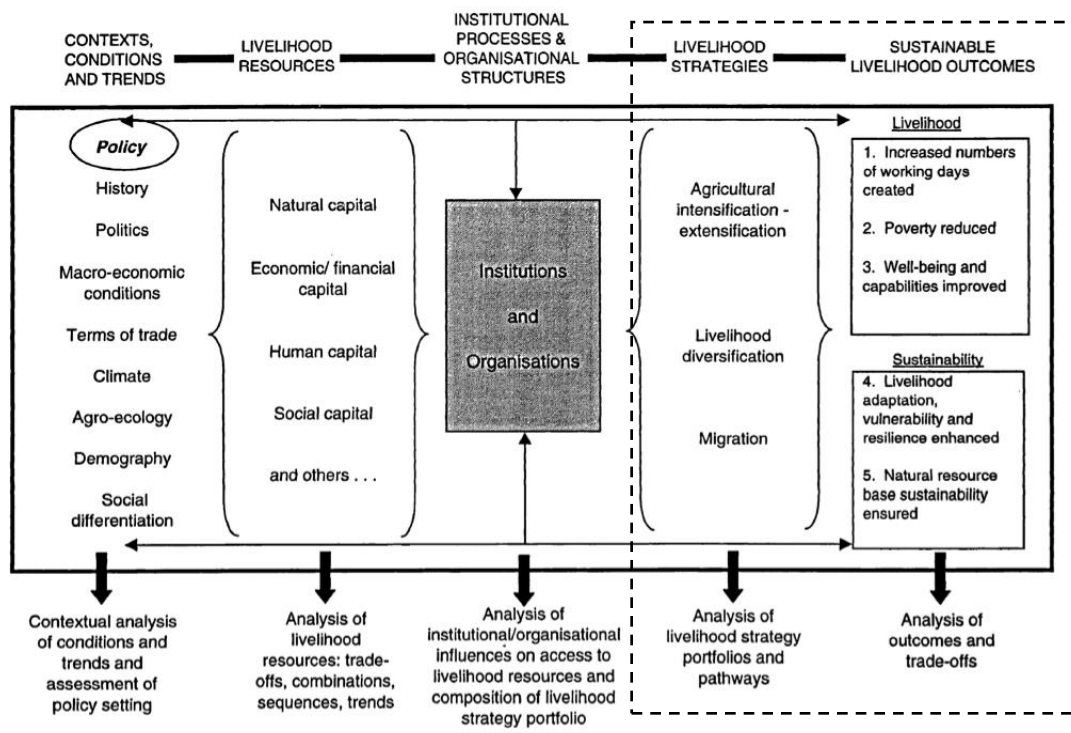 CONTEXTS,
CONDITIONS
AND TRENDS
LIVELIHOOD
RESOURCES
INSTITUTIONAL
PROCESSES &
ORGANISATIONAL
STRUCTURES
LIVELIHOOD
STRATEGIES
SUSTAINABLE
LIVELIHOOD OUTCOMES
Policy
History
Politics
Macro-economic
conditions
Terms of trade
Climate
Agro-ecology
Demography
Social
differentiation
Natural capital
Economic/ financial
capital
Human capital
Social capital
and others . . .
Institutions
and
Organisations
Agricultural
intensification -
extensification
Livelihood
diversification
Migration
Livelihood
1. Increased numbers
of working days
created
2. Poverty reduced
3. Well-being and
capabilities improved
Sustainability
4. Livelihood
adaptation,
vulnerability and
resilience enhanced
5. Natural resource
base sustainability
ensured
Contextual analysis
of conditions and
trends and
assessment of
policy setting
Analysis of
livelihood
resources: trade-
offs, combinations,
sequences, trends
Analysis of
institutional/organisational
influences on access to
livelihood resources and
composition of livelihood
strategy portfolio
Analysis of
livelihood strategy
portfolios and
pathways
Analysis of
outcomes and
trade-offs